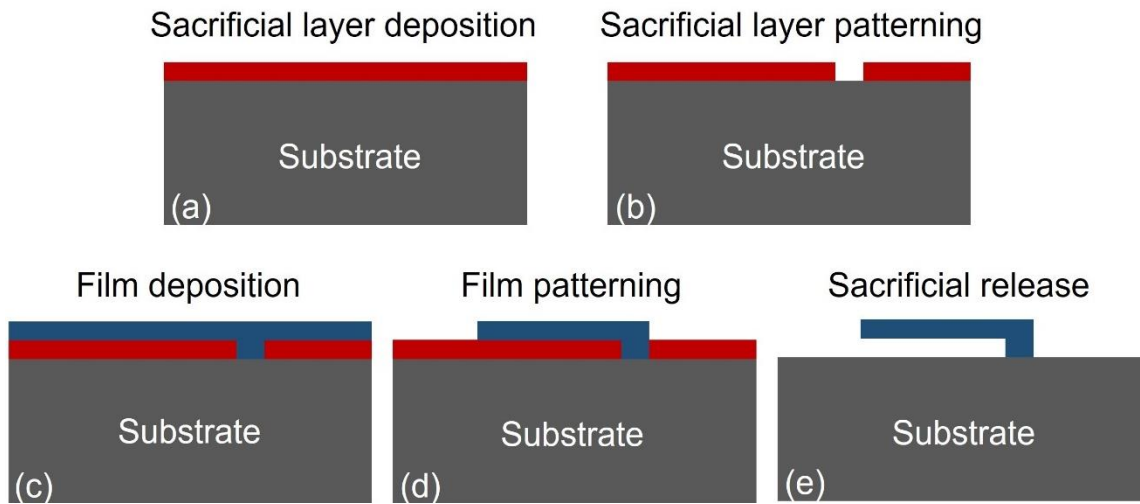 Sacrificial layer deposition
Sacrificial layer patterning
Substrate
Substrate
(a)
(b)
Film deposition
Film patterning
Sacrificial release
Substrate
Substrate
Substrate
(c)
(d)
(e)